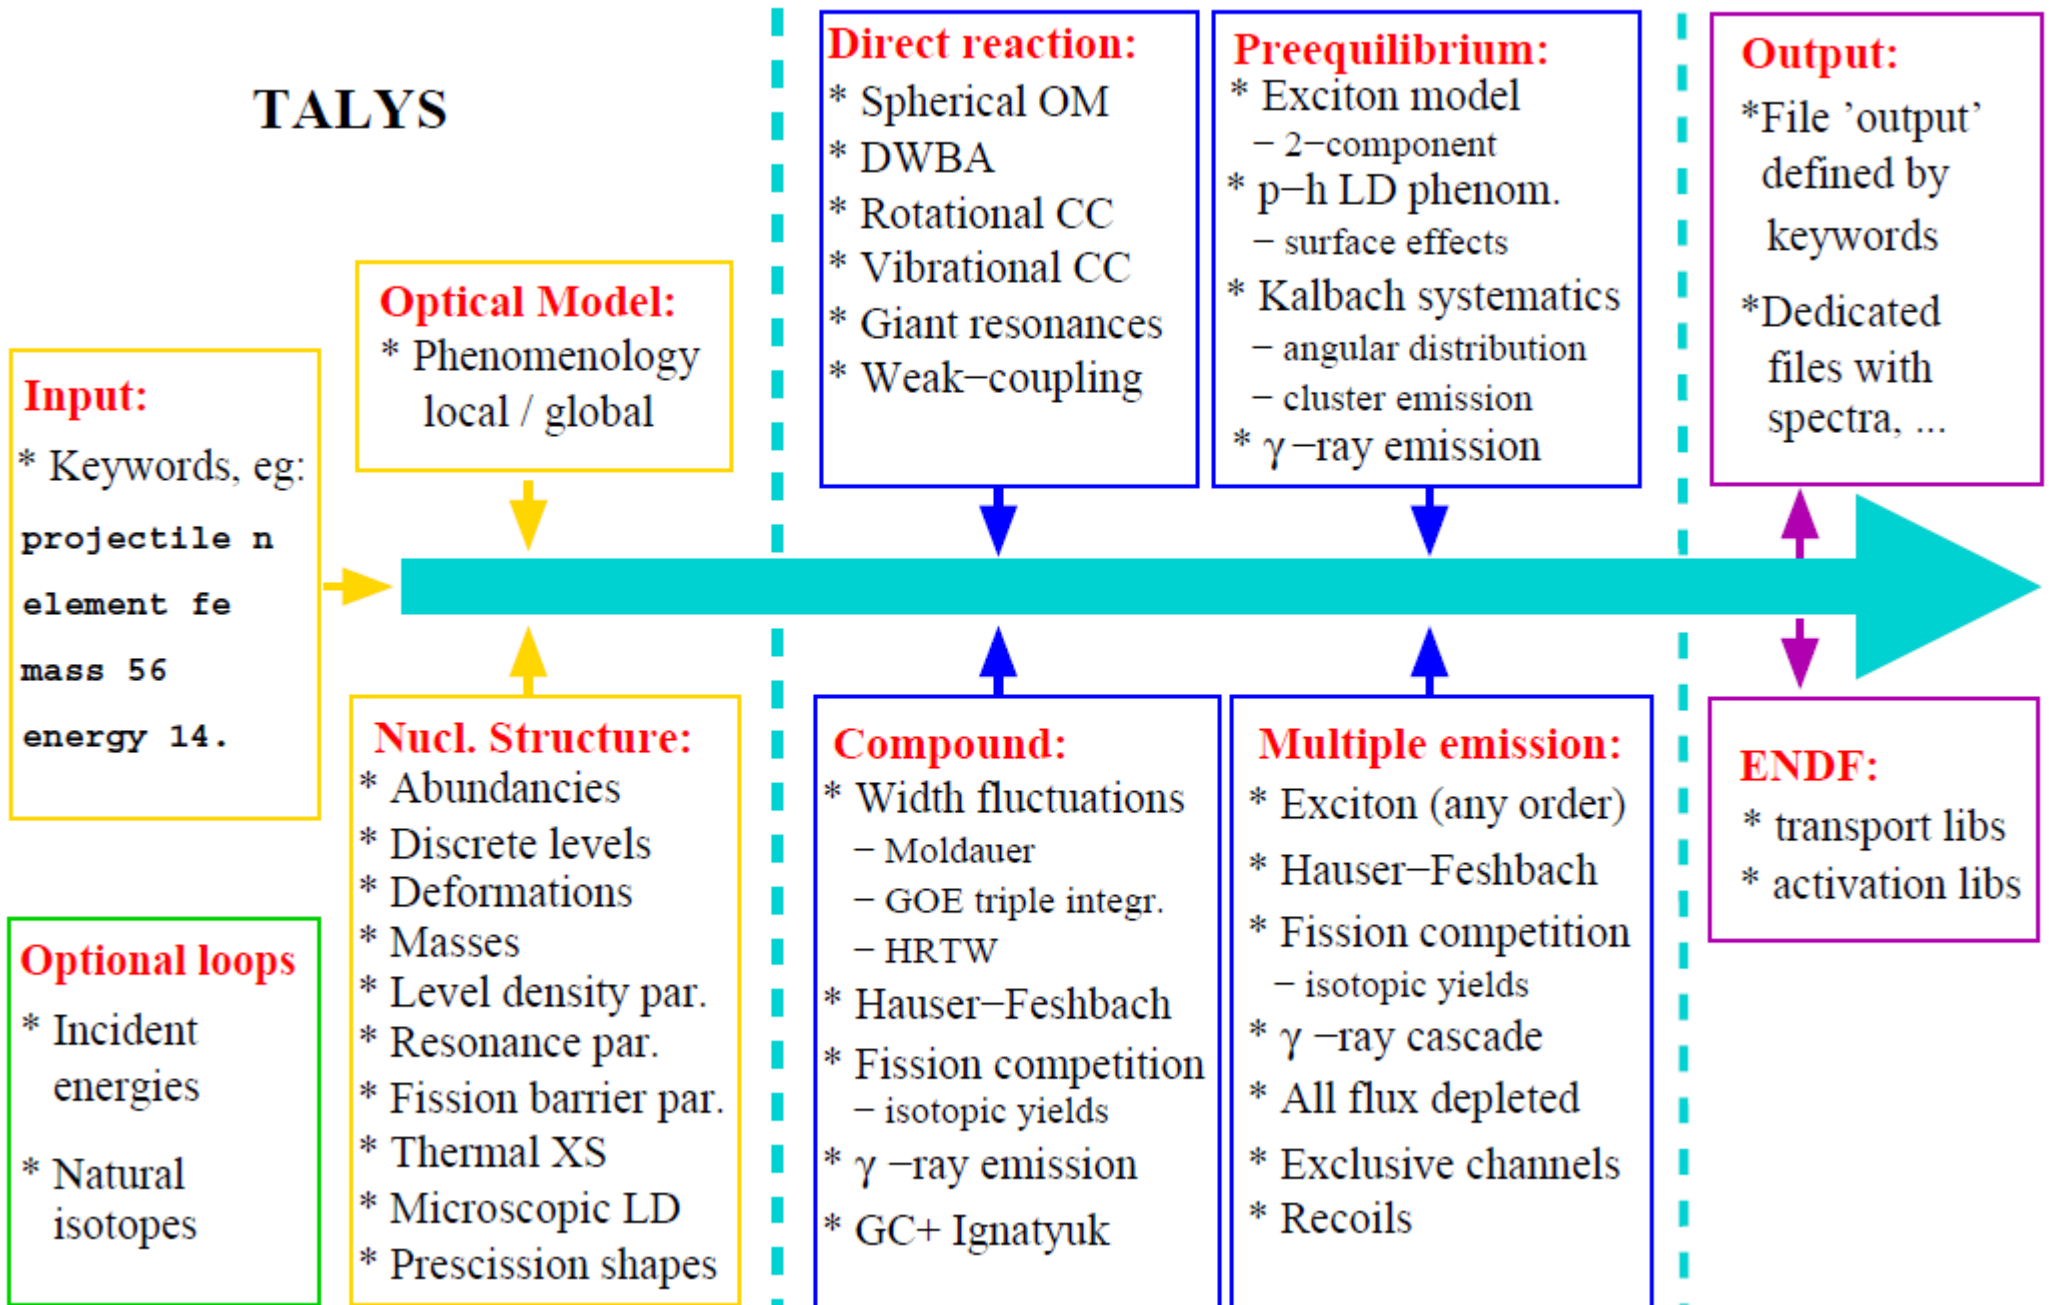 TALYS
Input:
* Keywords, eg:
projectile n
element fe
mass 56
energy 14.
Optional loops
* Incident
energies
* Natural
isotopes
Optical Model:
* Phenomenology
local / global
Nucl. Structure:
* Abundancies
* Discrete levels
* Deformations
* Masses
* Level density par.
* Resonance par.
* Fission barrier par.
* Thermal XS
* Microscopic LD
* Prescission shapes
Direct reaction:
* Spherical OM
* DWBA
* Rotational CC
* Vibrational CC
* Giant resonances
* Weak−coupling
Preequilibrium:
* Exciton model
− 2−component
* p−h LD phenom.
− surface effects
* Kalbach systematics
− angular distribution
− cluster emission
* γ −ray emission
Compound:
* Width fluctuations
− Moldauer
− GOE triple integr.
− HRTW
* Hauser−Feshbach
* Fission competition
− isotopic yields
* γ −ray emission
* GC+ Ignatyuk
Multiple emission:
* Exciton (any order)
* Hauser−Feshbach
* Fission competition
− isotopic yields
* γ −ray cascade
* All flux depleted
* Exclusive channels
* Recoils
Output:
*File ’output’
defined by
keywords
*Dedicated
files with
spectra, ...
ENDF:
* transport libs
* activation libs